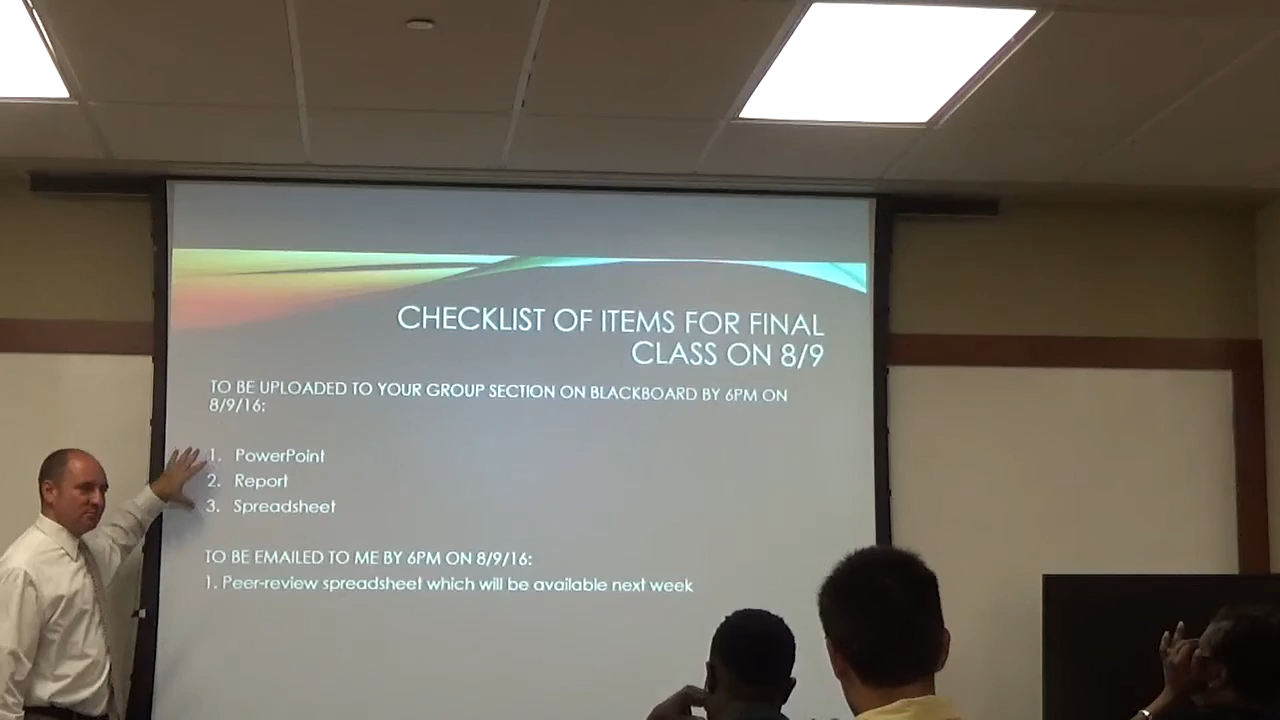 CHECKLIST OF ITEMS FOR FINAL
CLASS ON 8/9
TO BE UPLOADED TO YOUR GROUP SECTION ON BLACKBOARD BY 6PM ON
8/9/16:
1. PowerPoint
2. Report
3. Spreadsheet
TO BE EMAILED TO ME BY 6PM ON 8/9/16:
1. Peer-review spreadsheet which will be available next week